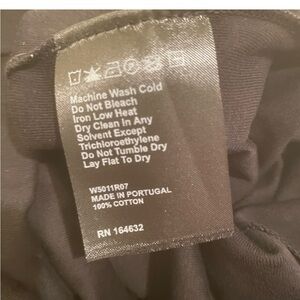 Machine Wash Cold
Do Not Bleach
Iron Low Heat
Dry Clean In Any
Solvent Except
Trichloroethylene
Do Not Tumble Dry
Lay Flat To Dry
W5011R07
MADE IN PORTUGAL
100% COTTON
RN 164632